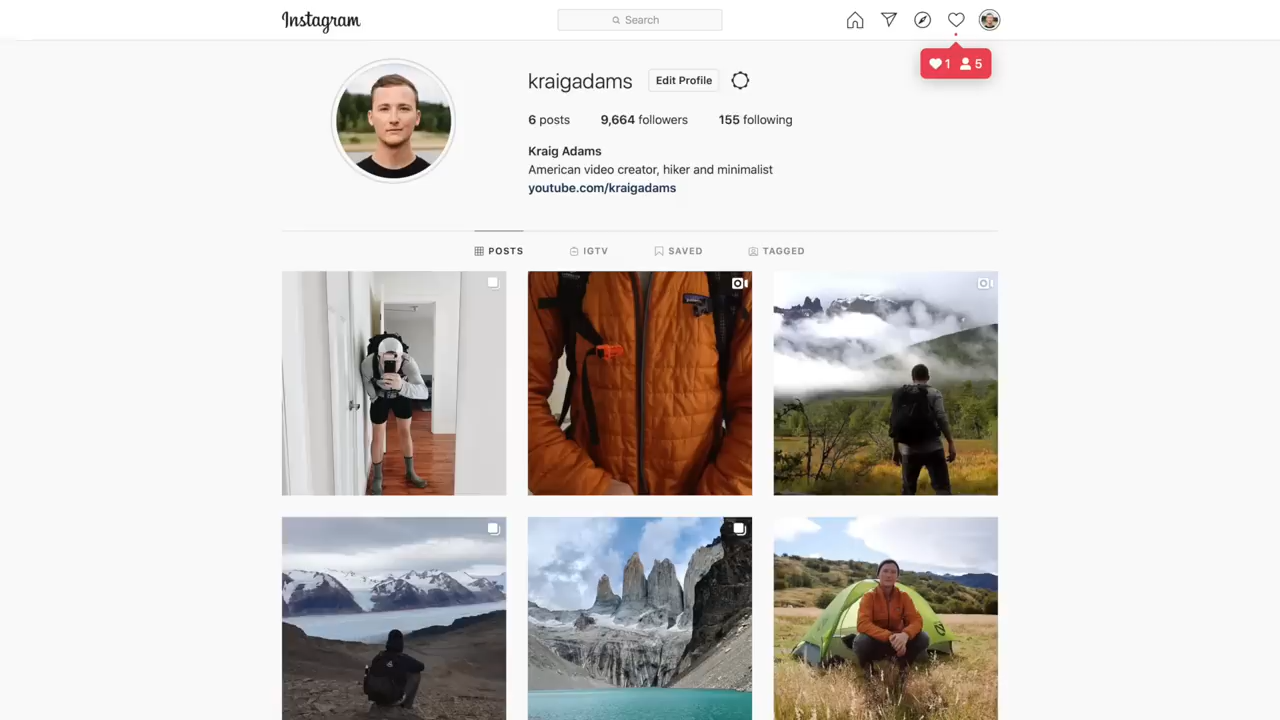 Instagram
Search
1 5
kraigadams Edit Profile
6 posts 9,664 followers 155 following
Kraig Adams
American video creator, hiker and minimalist
youtube.com/kraigadams
POSTS IGTV SAVED TAGGED